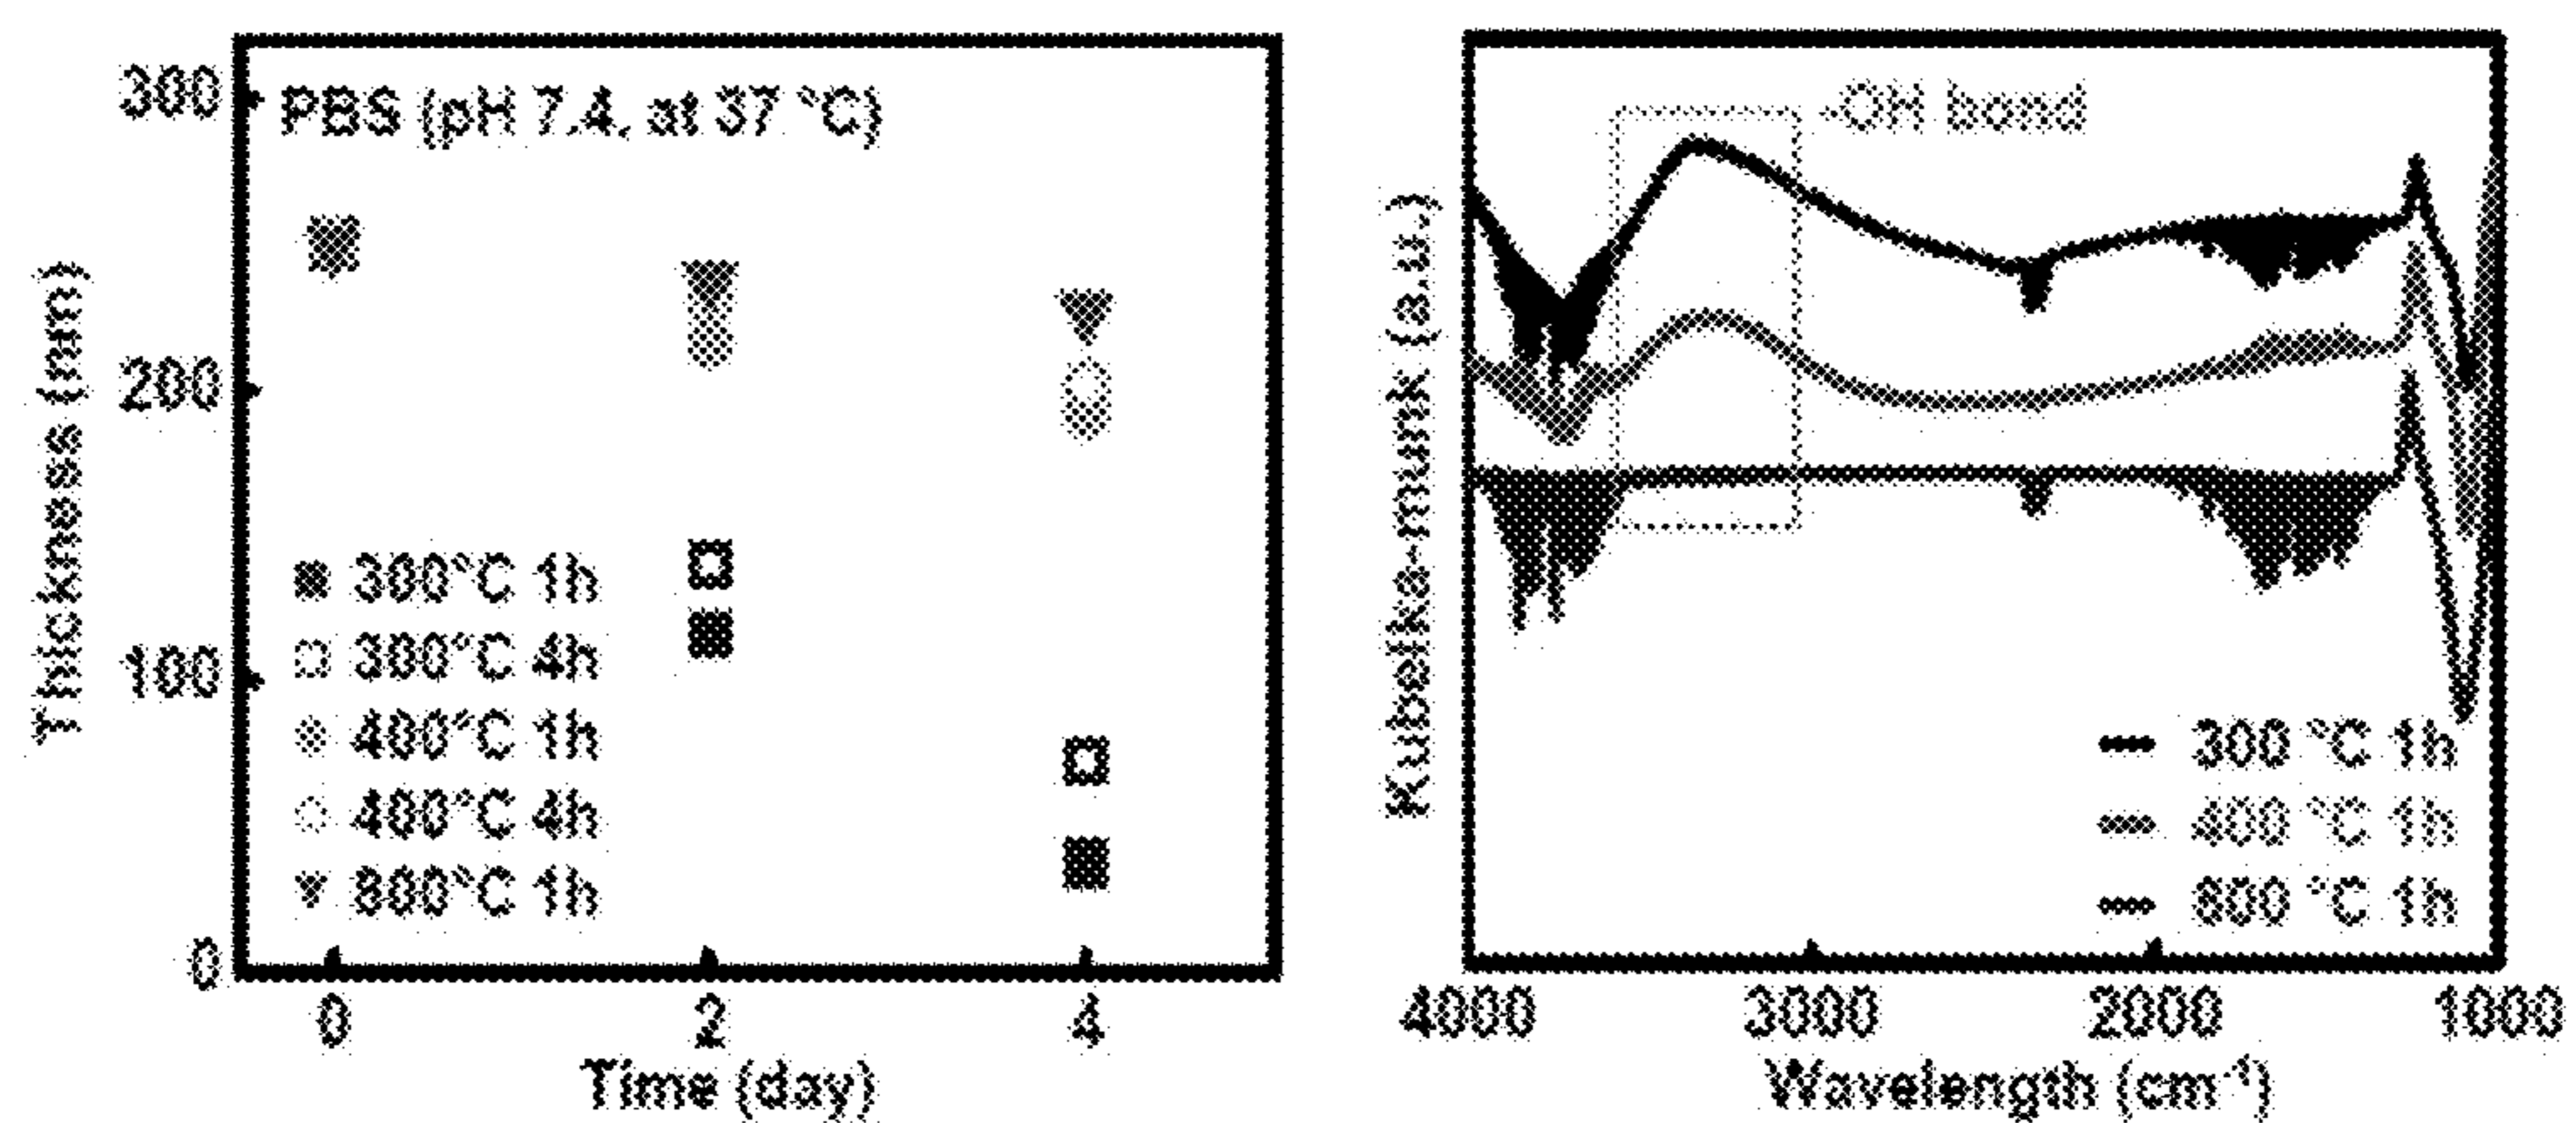 300
PBS (pH 7.4, at 37 °C)
200
100
0
Thickness (nm)
300°C 1h
300°C 4h
400°C 1h
400°C 4h
800°C 1h
0 2 4
Time (day)
-OH bond
Kubelka-munk (a.u.)
300 °C 1h
400 °C 1h
800 °C 1h
4000 3000 2000 1000
Wavelength (cm⁻¹)